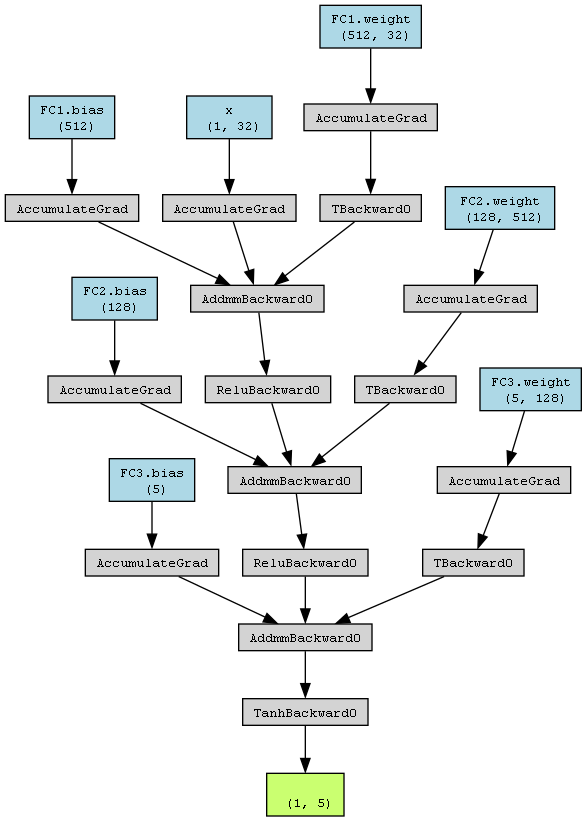 FC1.weight
(512, 32)
FC1.bias
(512)
x
(1, 32)
AccumulateGrad
AccumulateGrad
AccumulateGrad
TBackward0
FC2.weight
(128, 512)
FC2.bias
(128)
AddmmBackward0
AccumulateGrad
AccumulateGrad
ReluBackward0
TBackward0
FC3.weight
(5, 128)
FC3.bias
(5)
AddmmBackward0
AccumulateGrad
AccumulateGrad
ReluBackward0
TBackward0
AddmmBackward0
TanhBackward0
(1, 5)